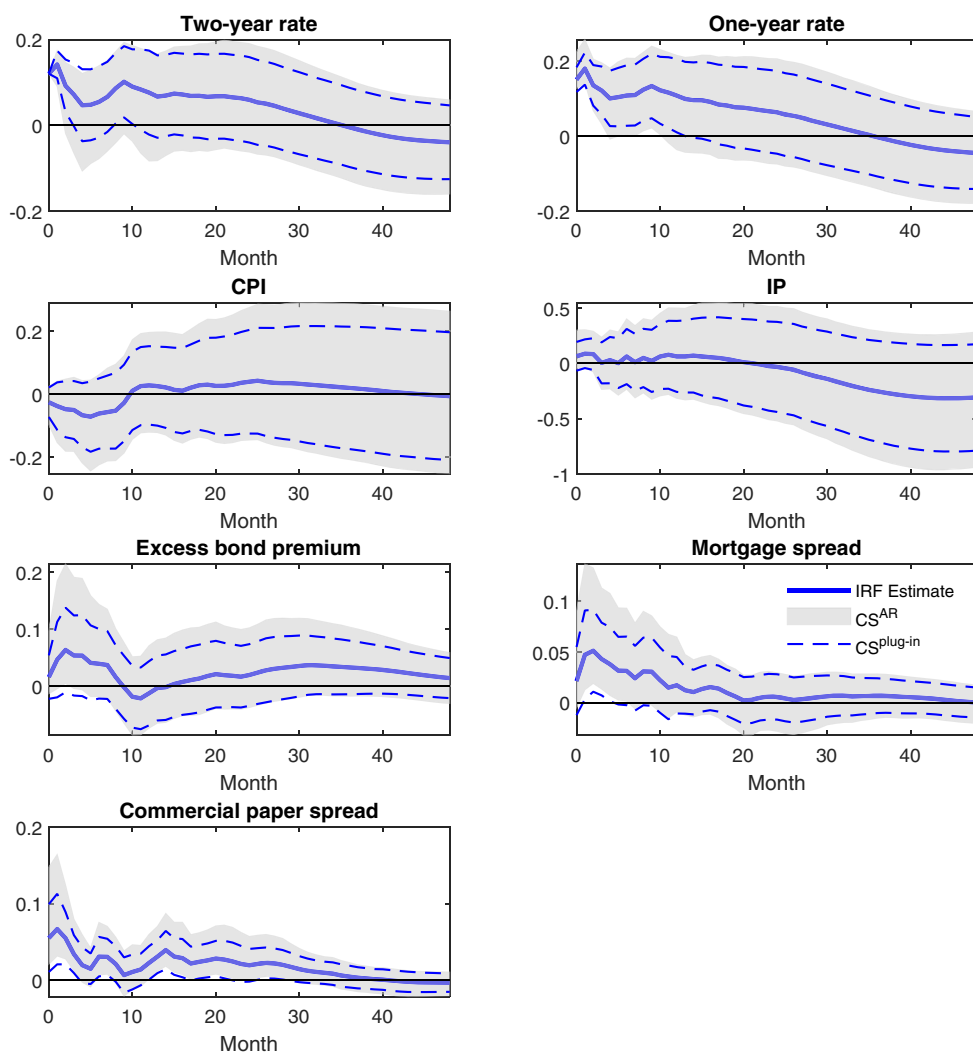 Two-year rate
0.2
0
-0.2
0 10 20 30 40
Month
One-year rate
0.2
0
-0.2
0 10 20 30 40
Month
CPI
0.2
0
-0.2
0 10 20 30 40
Month
IP
0.5
0
-0.5
-1
0 10 20 30 40
Month
Excess bond premium
0.2
0.1
0
0 10 20 30 40
Month
Mortgage spread
0.1
0.05
0
IRF Estimate
CS^AR
CS^plug-in
0 10 20 30 40
Month
Commercial paper spread
0.2
0.1
0
0 10 20 30 40
Month